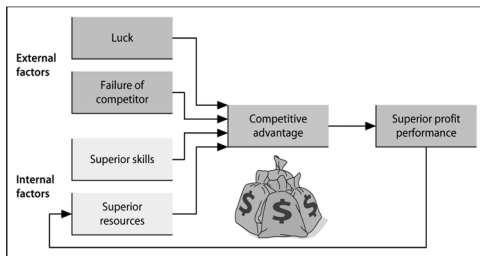 Luck
External
factors
Failure of
competitor
Competitive
advantage
Superior profit
performance
Superior skills
Internal
factors
Superior
resources
$
$
$